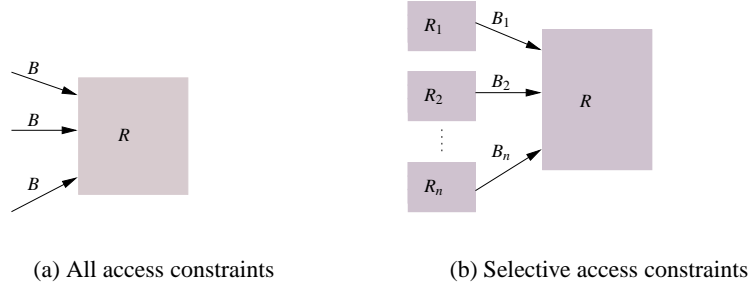 B
B
B
R
(a) All access constraints
R₁
R₂
Rₙ
B₁
B₂
Bₙ
R
(b) Selective access constraints